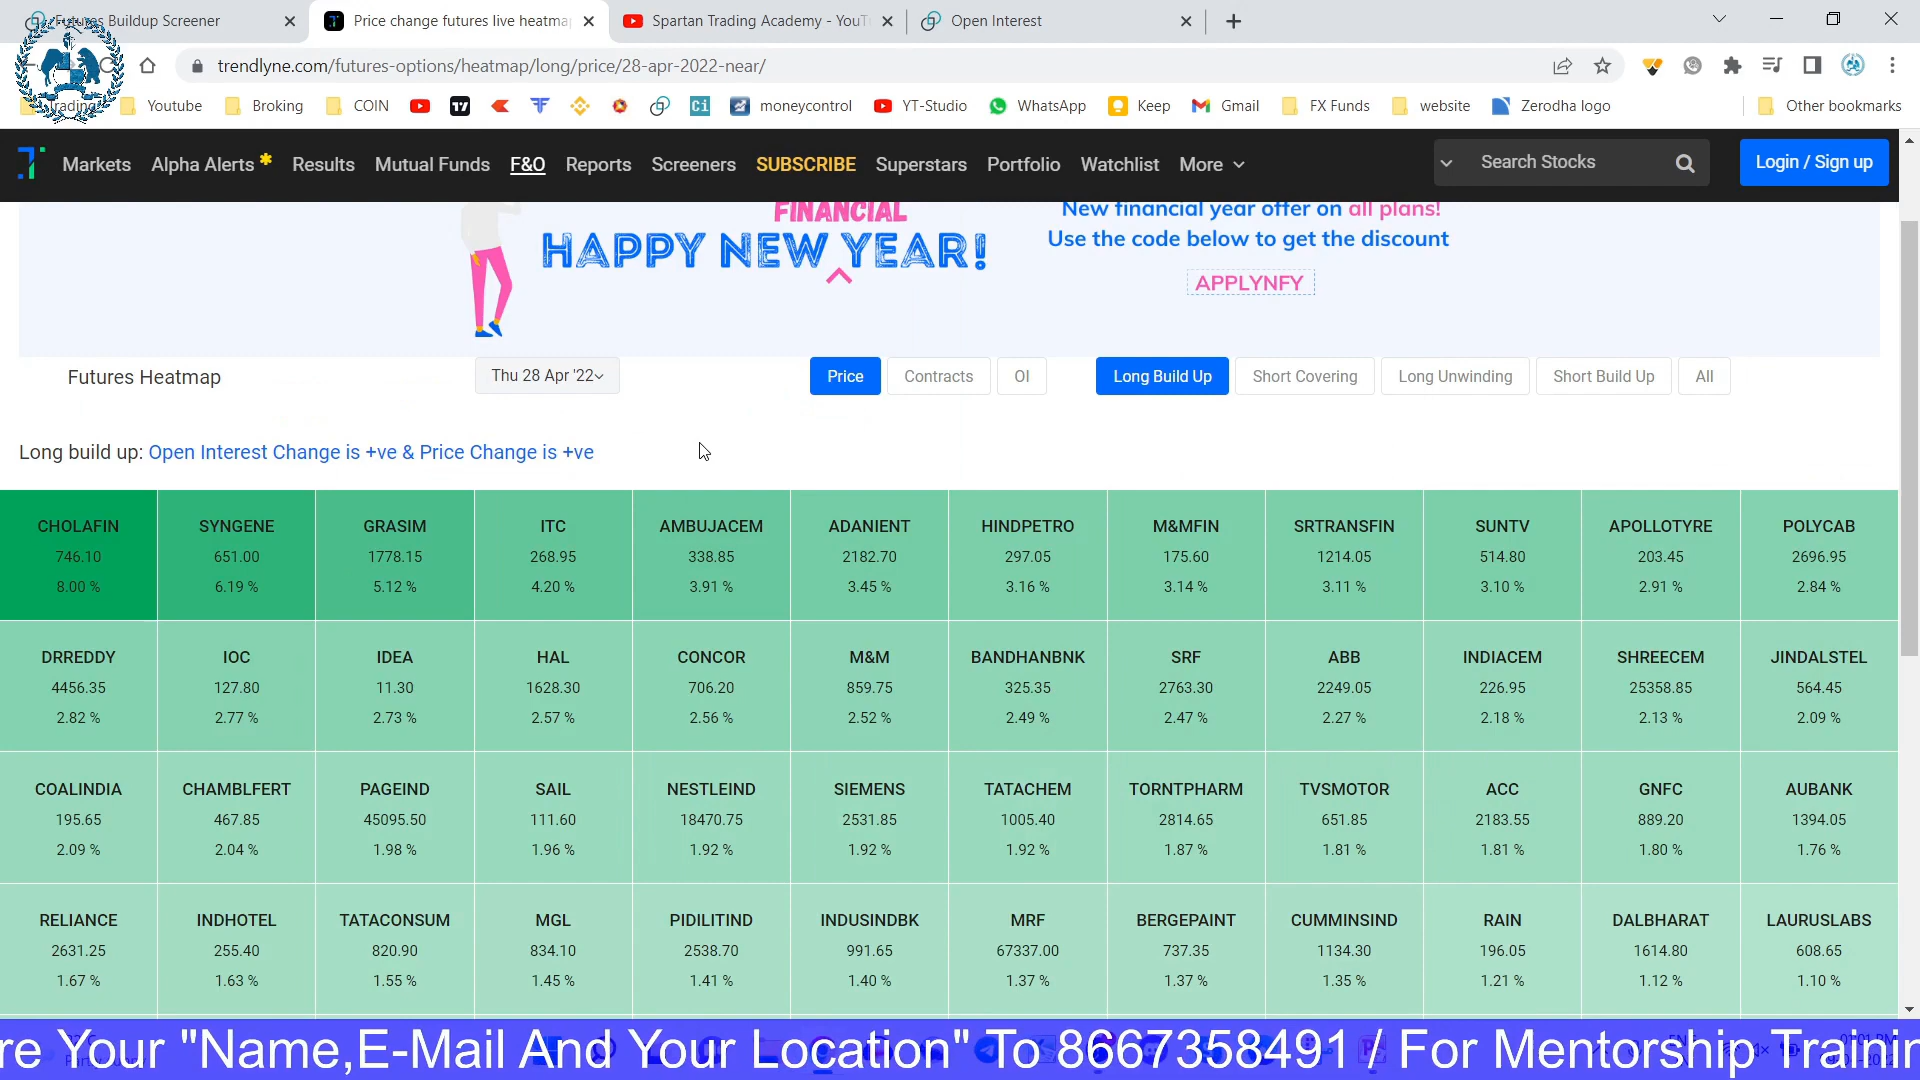 Futures Buildup Screener
Price change futures live heatma
Spartan Trading Academy - YouT
Open Interest
trendlyne.com/futures-options/heatmap/long/price/28-apr-2022-near/
Trading
Youtube
Broking
COIN
moneycontrol
YT-Studio
WhatsApp
Keep
Gmail
FX Funds
website
Zerodha logo
Other bookmarks
Markets
Alpha Alerts
Results
Mutual Funds
F&O
Reports
Screeners
SUBSCRIBE
Superstars
Portfolio
Watchlist
More
Search Stocks
Login / Sign up
FINANCIAL
HAPPY NEW YEAR!
New financial year offer on all plans!
Use the code below to get the discount
APPLYNFY
Futures Heatmap
Thu 28 Apr '22
Price
Contracts
OI
Long Build Up
Short Covering
Long Unwinding
Short Build Up
All
Long build up: Open Interest Change is +ve & Price Change is +ve
CHOLAFIN SYNGENE GRASIM ITC AMBUJACEM ADANIENT HINDPETRO M&MFIN SRTRANSFIN SUNTV APOLLOTYRE POLYCAB
746.10 651.00 1778.15 268.95 338.85 2182.70 297.05 175.60 1214.05 514.80 203.45 2696.95
8.00 % 6.19 % 5.12 % 4.20 % 3.91 % 3.45 % 3.16 % 3.14 % 3.11 % 3.10 % 2.91 % 2.84 %
DRREDDY IOC IDEA HAL CONCOR M&M BANDHANBNK SRF ABB INDIACEM SHREECEM JINDALSTEL
4456.35 127.80 11.30 1628.30 706.20 859.75 325.35 2763.30 2249.05 226.95 25358.85 564.45
2.82 % 2.77 % 2.73 % 2.57 % 2.56 % 2.52 % 2.49 % 2.47 % 2.27 % 2.18 % 2.13 % 2.09 %
COALINDIA CHAMBLFERT PAGEIND SAIL NESTLEIND SIEMENS TATACHEM TORNTPHARM TVSMOTOR ACC GNFC AUBANK
195.65 467.85 45095.50 111.60 18470.75 2531.85 1005.40 2814.65 651.85 2183.55 889.20 1394.05
2.09 % 2.04 % 1.98 % 1.96 % 1.92 % 1.92 % 1.92 % 1.87 % 1.81 % 1.81 % 1.80 % 1.76 %
RELIANCE INDHOTEL TATACONSUM MGL PIDILITIND INDUSINDBK MRF BERGEPAINT CUMMINSIND RAIN DALBHARAT LAURUSLABS
2631.25 255.40 820.90 834.10 2538.70 991.65 67337.00 737.35 1134.30 196.05 1614.80 608.65
1.67 % 1.63 % 1.55 % 1.45 % 1.41 % 1.40 % 1.37 % 1.37 % 1.35 % 1.21 % 1.12 % 1.10 %
re Your "Name,E-Mail And Your Location" To 8667358491 / For Mentorship Trainin